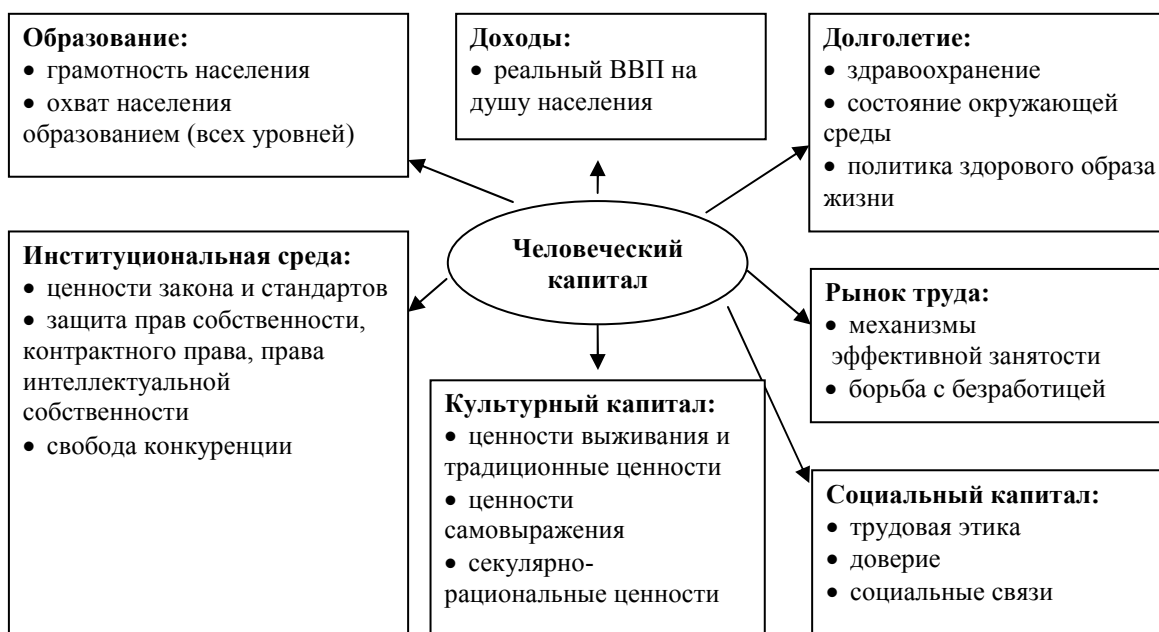 Образование:
• грамотность населения
• охват населения
образованием (всех уровней)
Доходы:
• реальный ВВП на
душу населения
Долголетие:
• здравоохранение
• состояние окружающей
среды
• политика здорового образа
жизни
Человеческий
капитал
Институциональная среда:
• ценности закона и стандартов
• защита прав собственности,
контрактного права, права
интеллектуальной
собственности
• свобода конкуренции
Культурный капитал:
• ценности выживания и
традиционные ценности
• ценности
самовыражения
• секулярно-
рациональные ценности
Рынок труда:
• механизмы
эффективной занятости
• борьба с безработицей
Социальный капитал:
• трудовая этика
• доверие
• социальные связи